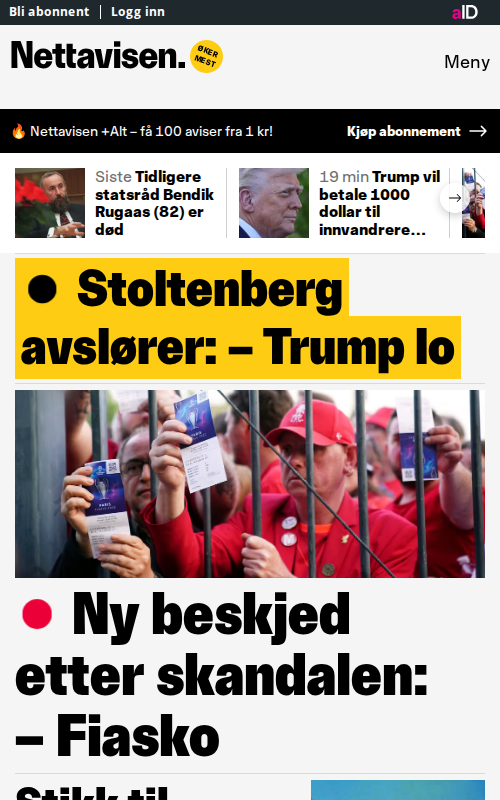 Bli abonnent
Logg inn
aID
Nettavisen.
ØKER
MEST
Meny
🔥 Nettavisen +Alt – få 100 aviser fra 1 kr!
Kjøp abonnement
Siste Tidligere
statsråd Bendik
Rugaas (82) er
død
19 min Trump vil
betale 1000
dollar til
innvandrere...
Stoltenberg
avslører: – Trump lo
PARIS
Ny beskjed
etter skandalen:
– Fiasko
Stikk til